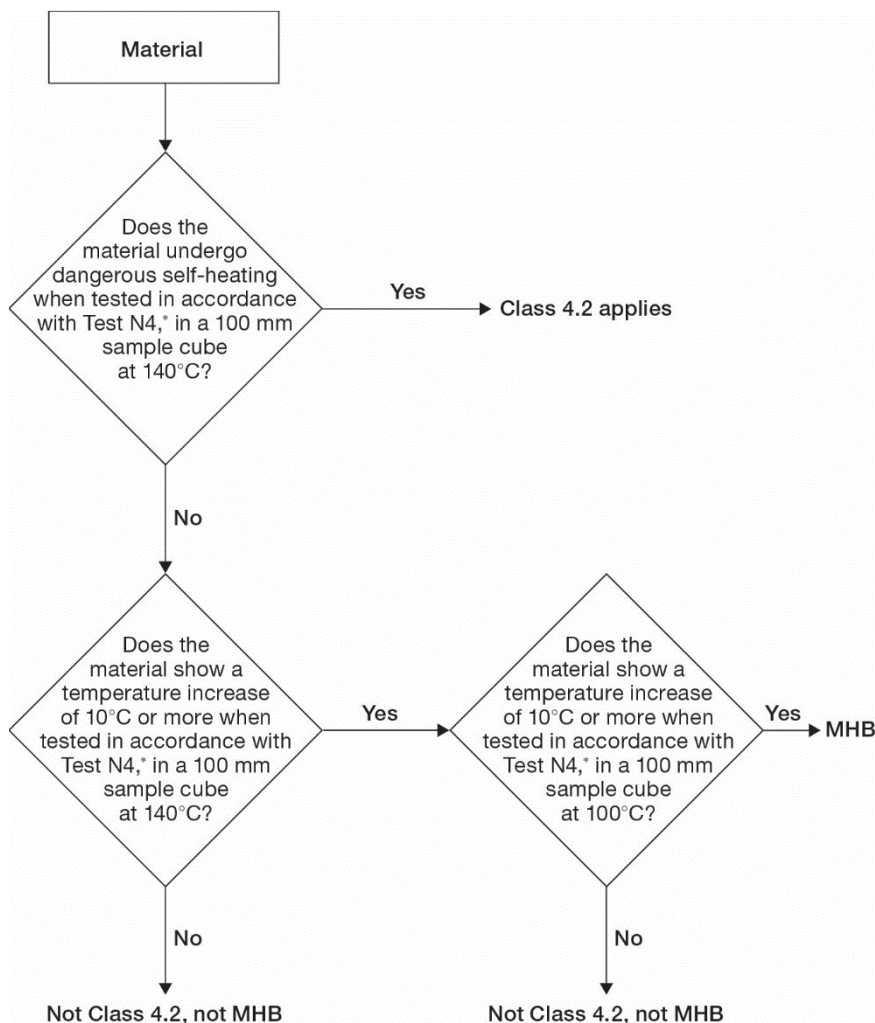 Material
Does the
material undergo
dangerous self-heating
when tested in accordance
with Test N4,* in a 100 mm
sample cube
at 140°C?
Yes
Class 4.2 applies
No
Does the
material show a
temperature increase
of 10°C or more when
tested in accordance with
Test N4,* in a 100 mm
sample cube
at 140°C?
Yes
Does the
material show a
temperature increase
of 10°C or more when
tested in accordance with
Test N4,* in a 100 mm
sample cube
at 100°C?
Yes
MHB
No
No
Not Class 4.2, not MHB
Not Class 4.2, not MHB